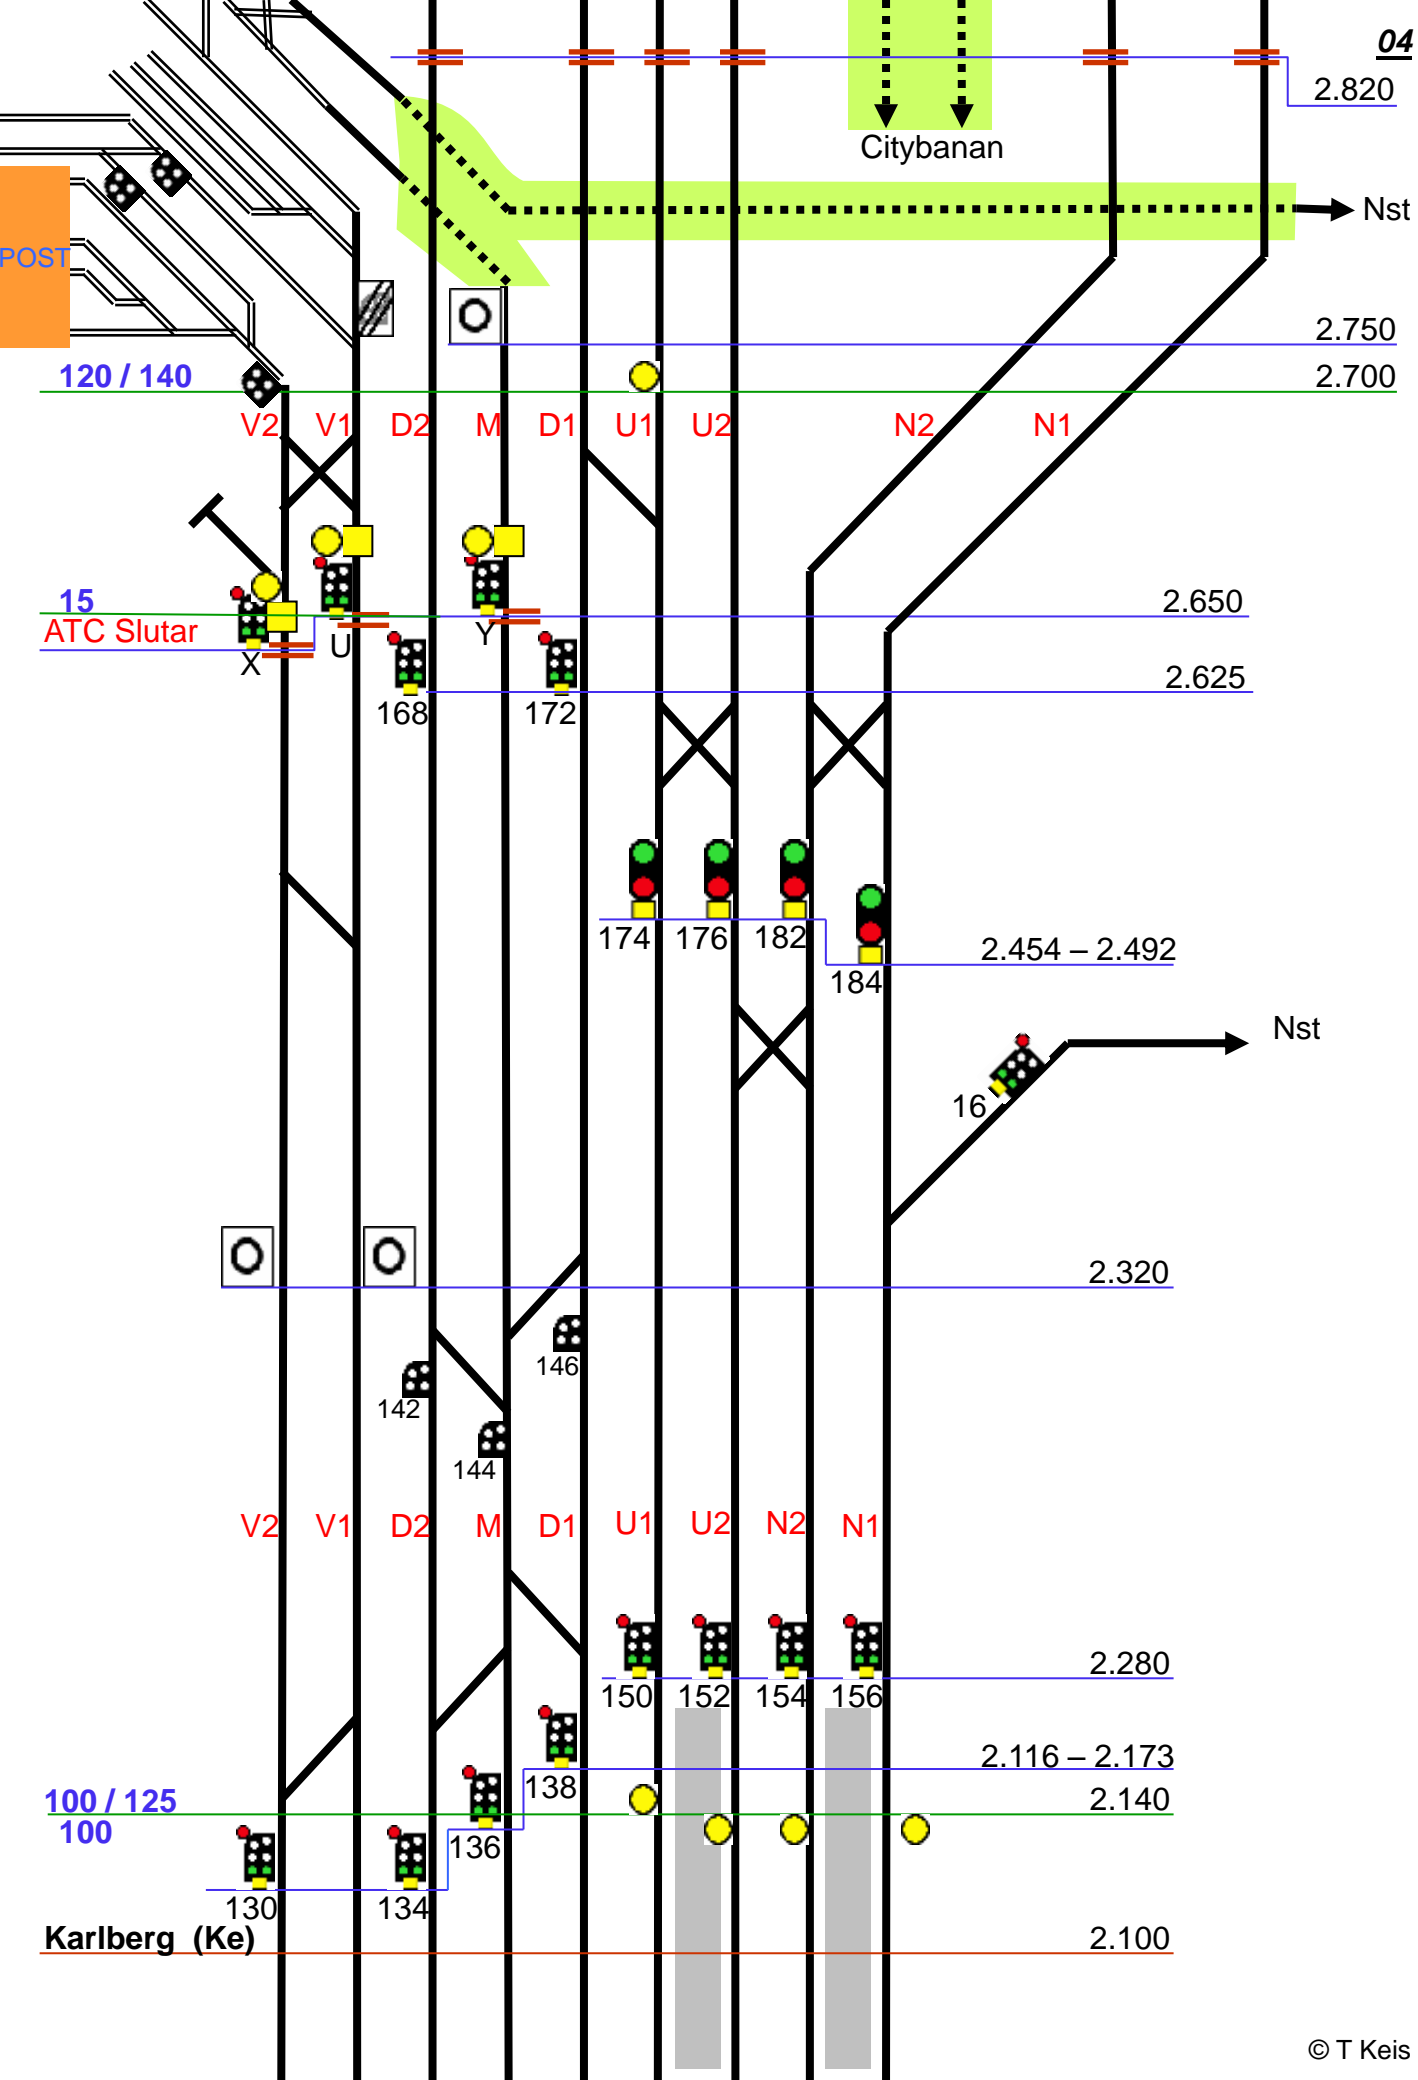 04
2.820
Citybanan
Nst
POST
2.750
120 / 140
2.700
V2 V1 D2 M D1 U1 U2 N2 N1
15
2.650
ATC Slutar
X U Y
2.625
168 172
174 176 182
2.454 – 2.492
184
Nst
16
2.320
146
142
144
V2 V1 D2 M D1 U1 U2 N2 N1
2.280
150 152 154 156
2.116 – 2.173
138
100 / 125
2.140
100
136
130 134
Karlberg (Ke)
2.100
© T Keis